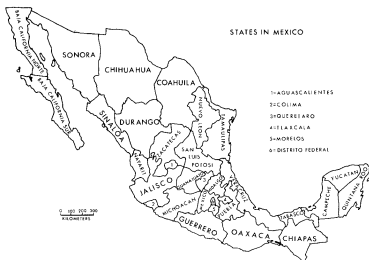 STATES IN MEXICO
BAJA CALIFORNIA NORTE
SONORA
CHIHUAHUA
COAHUILA
BAJA CALIFORNIA SUR
NUEVO LEON
SINALOA
DURANGO
TAMAULIPAS
ZACATECAS
SAN
LUIS
POTOSI
NAYARIT
JALISCO
GUANAJUATO
HIDALGO
MICHOACAN
MEXICO
PUEBLA
GUERRERO
OAXACA
TABASCO
CHIAPAS
CAMPECHE
YUCATAN
QUINTANA ROO
1=AGUASCALIENTES
2=COLIMA
3=QUERETARO
4=TLAXCALA
5=MORELOS
6=DISTRITO FEDERAL
0 100 200 300
KILOMETERS